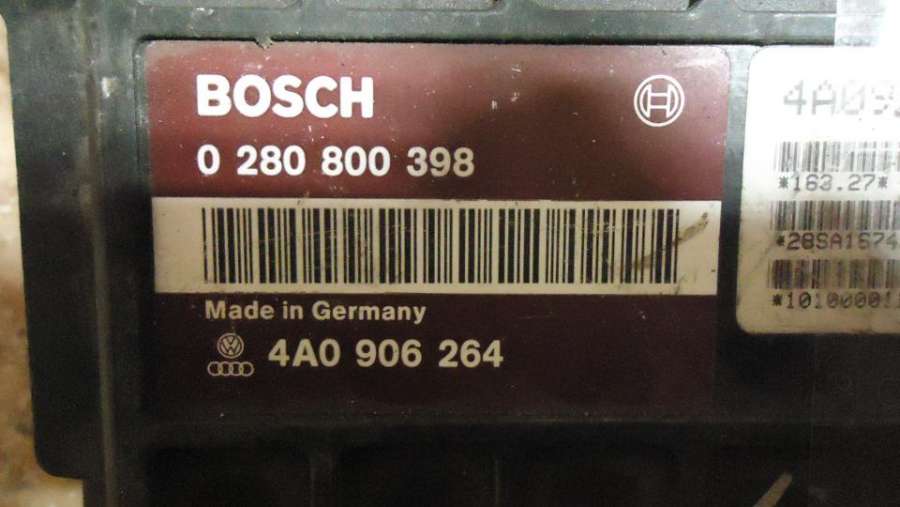 BOSCH
0 280 800 398
Made in Germany
4A0 906 264
*163.27*